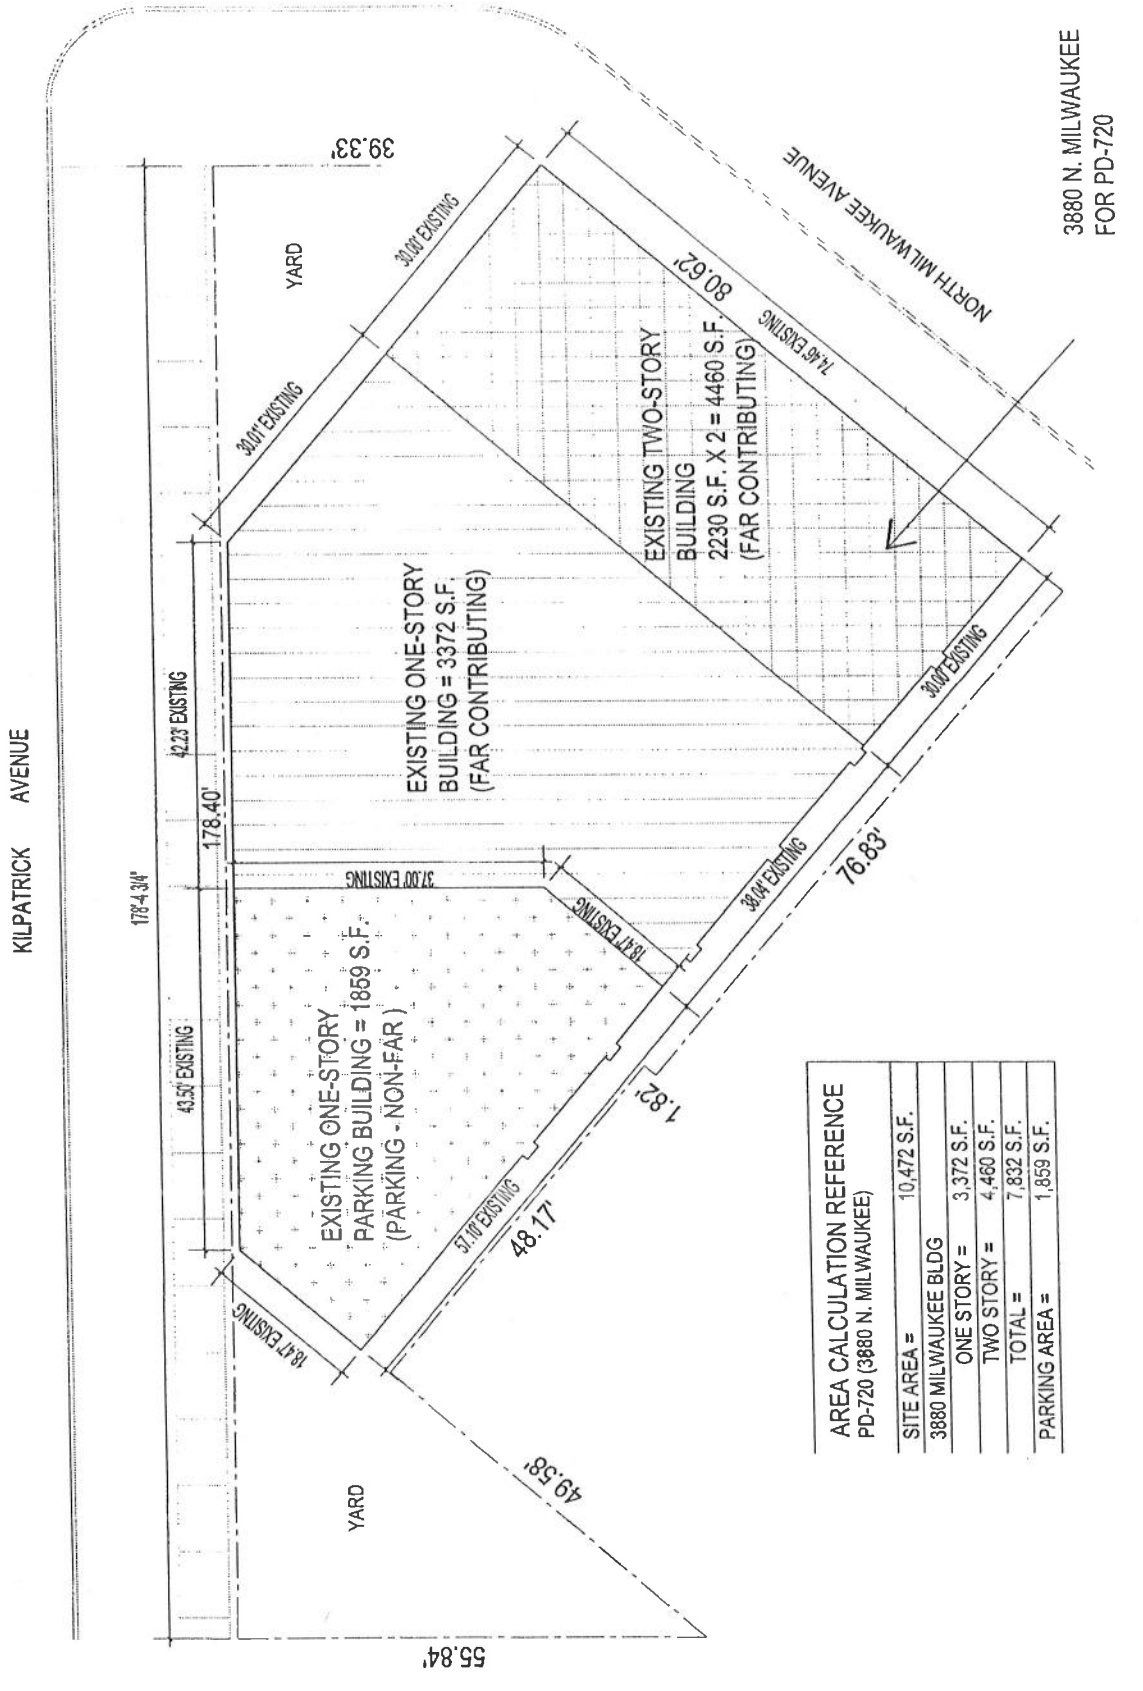 KILPATRICK AVENUE
178'-4 3/4"
43.50' EXISTING
42.23' EXISTING
178.40'
39.33'
YARD
30.01' EXISTING
30.00' EXISTING
18.47' EXISITNG
37.00' EXISTING
18.47' EXISTING
EXISTING ONE-STORY
PARKING BUILDING = 1859 S.F.
(PARKING - NON-FAR)
EXISTING ONE-STORY
BUILDING = 3372 S.F.
(FAR CONTRIBUTING)
EXISTING TWO-STORY
BUILDING
2230 S.F. X 2 = 4460 S.F.
(FAR CONTRIBUTING)
80.62'
74.46' EXISTING
NORTH MILWAUKEE AVENUE
57.10' EXISTING
38.04' EXISTING
30.00' EXISTING
48.17'
1.82'
76.83'
YARD
49.58'
55.84'
AREA CALCULATION REFERENCE
PD-720 (3880 N. MILWAUKEE)
SITE AREA = 10,472 S.F.
3880 MILWAUKEE BLDG
ONE STORY = 3,372 S.F.
TWO STORY = 4,460 S.F.
TOTAL = 7,832 S.F.
PARKING AREA = 1,859 S.F.
3880 N. MILWAUKEE
FOR PD-720